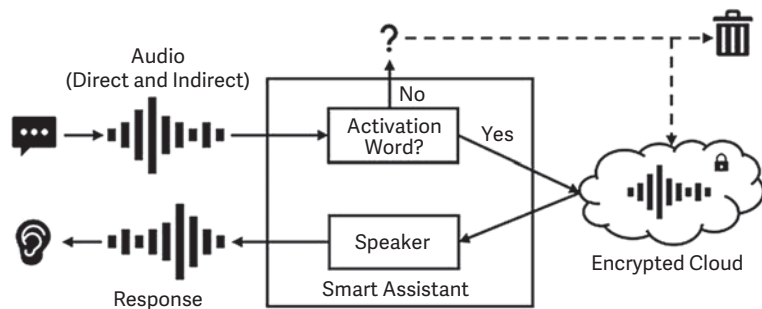 ?
Audio
(Direct and Indirect)
No
Activation
Word?
Yes
Speaker
Encrypted Cloud
Smart Assistant
Response